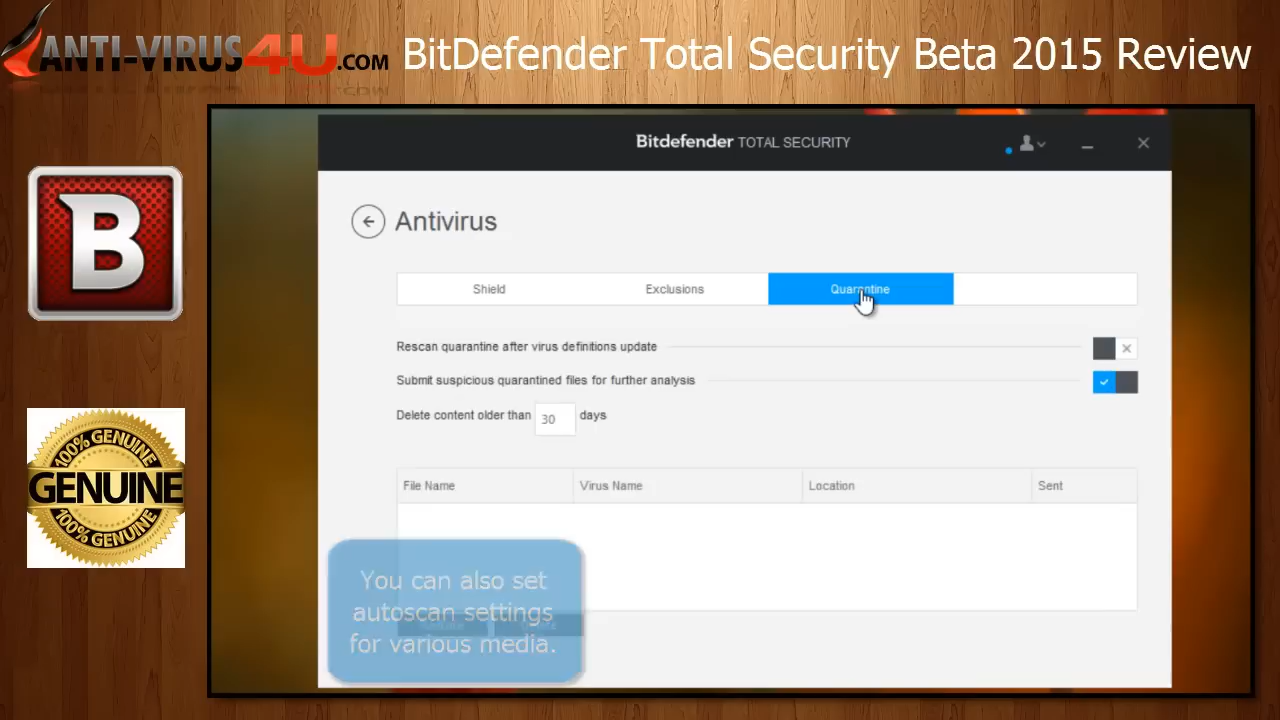 ANTI-VIRUS4U.COM
BitDefender Total Security Beta 2015 Review
Bitdefender TOTAL SECURITY
B
Antivirus
Shield
Exclusions
Quarantine
Rescan quarantine after virus definitions update
Submit suspicious quarantined files for further analysis
Delete content older than 30 days
100% GENUINE
GENUINE
100% GENUINE
File Name
Virus Name
Location
Sent
You can also set
autoscan settings
for various media.